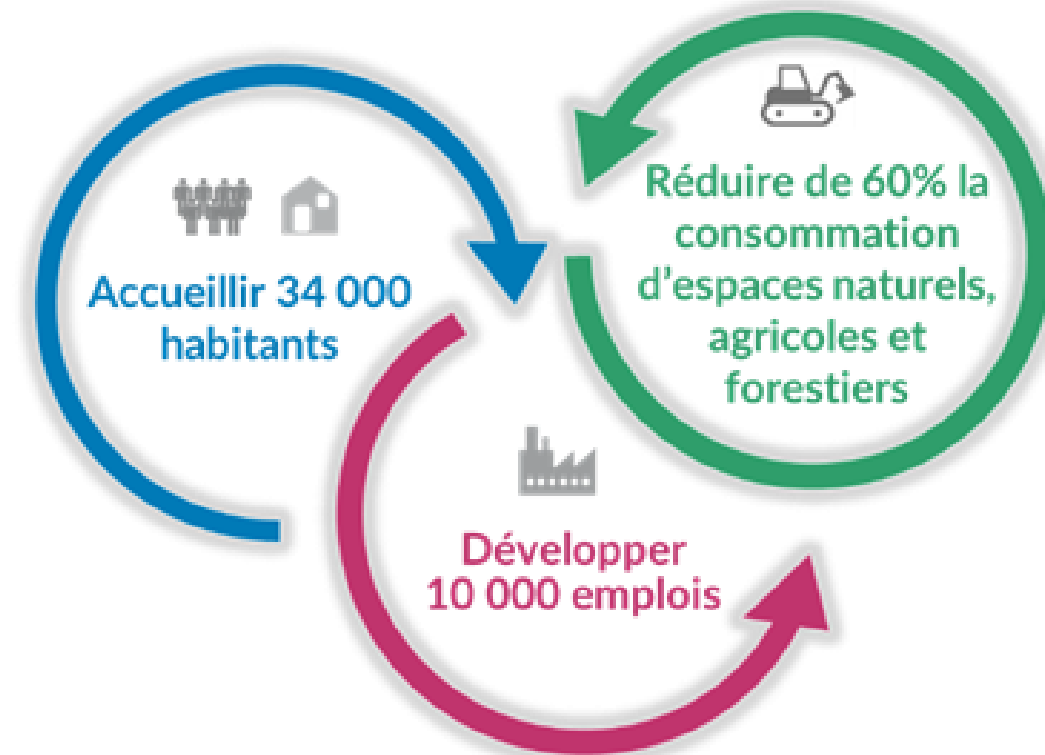 Accueillir 34 000
habitants
Réduire de 60% la
consommation
d'espaces naturels,
agricoles et
forestiers
Développer
10 000 emplois